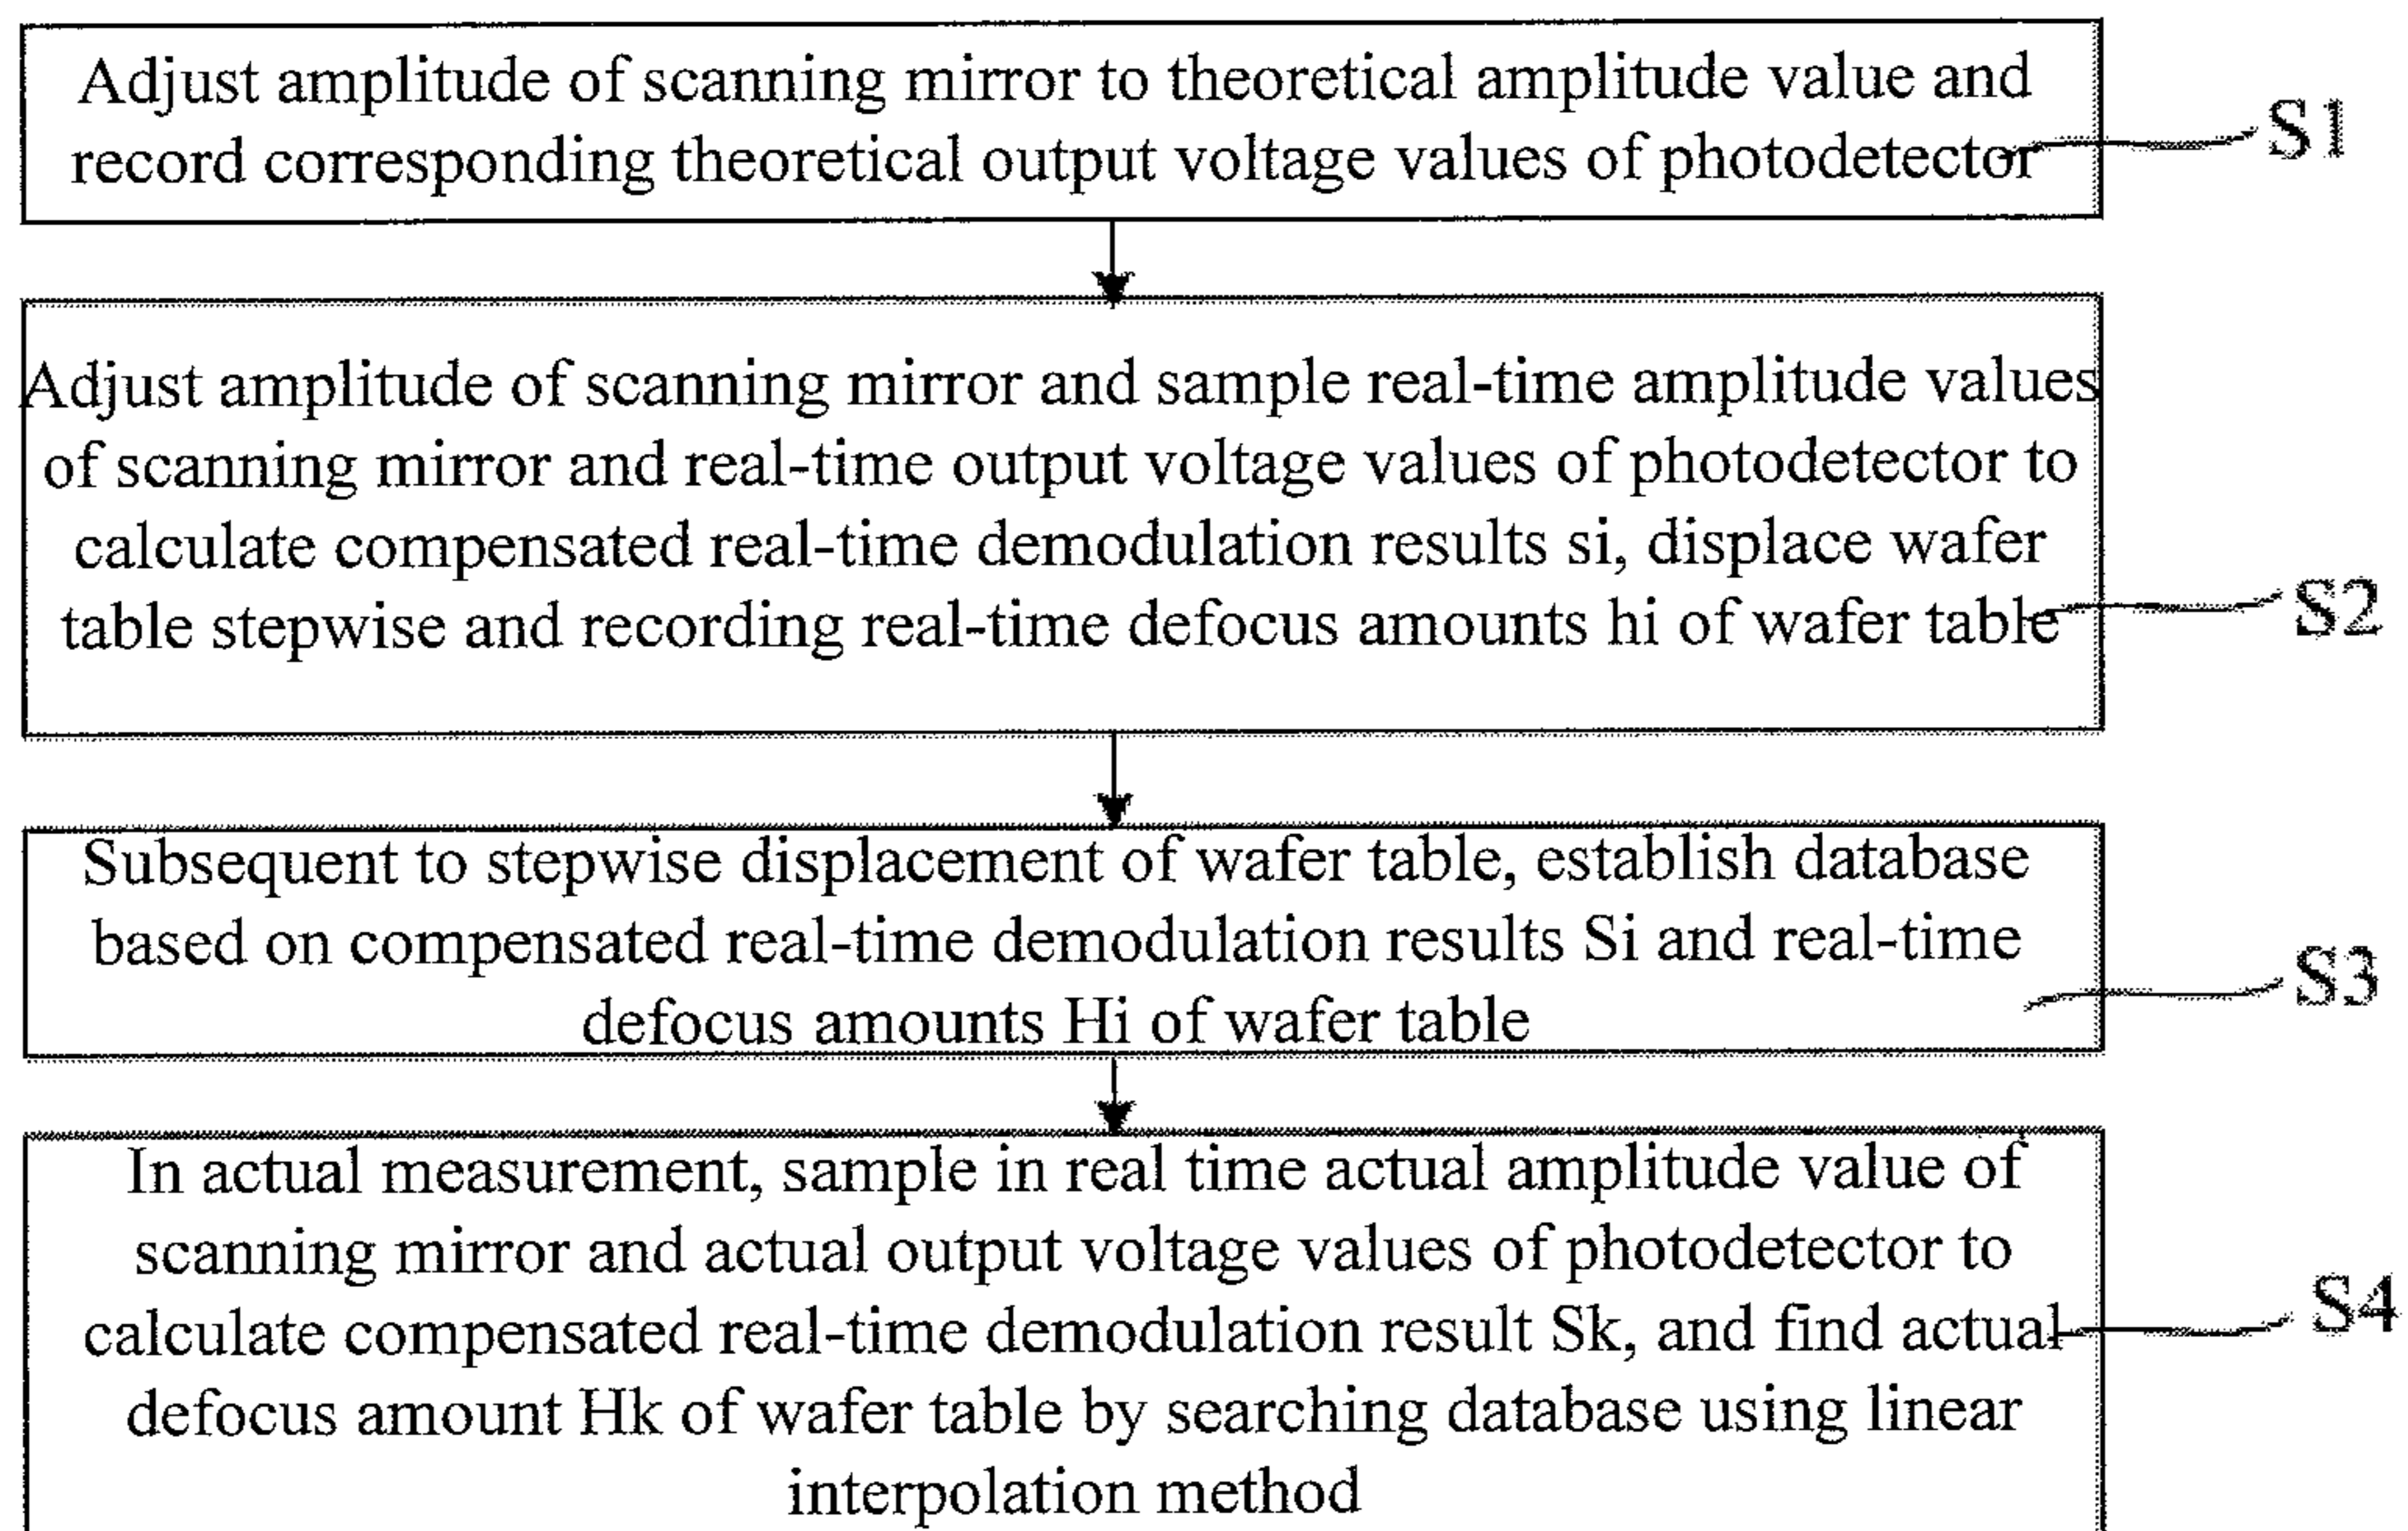 Adjust amplitude of scanning mirror to theoretical amplitude value and
record corresponding theoretical output voltage values of photodetector
S1
Adjust amplitude of scanning mirror and sample real-time amplitude values
of scanning mirror and real-time output voltage values of photodetector to
calculate compensated real-time demodulation results si, displace wafer
table stepwise and recording real-time defocus amounts hi of wafer table
S2
Subsequent to stepwise displacement of wafer table, establish database
based on compensated real-time demodulation results Si and real-time
defocus amounts Hi of wafer table
S3
In actual measurement, sample in real time actual amplitude value of
scanning mirror and actual output voltage values of photodetector to
calculate compensated real-time demodulation result Sk, and find actual
defocus amount Hk of wafer table by searching database using linear
interpolation method
S4